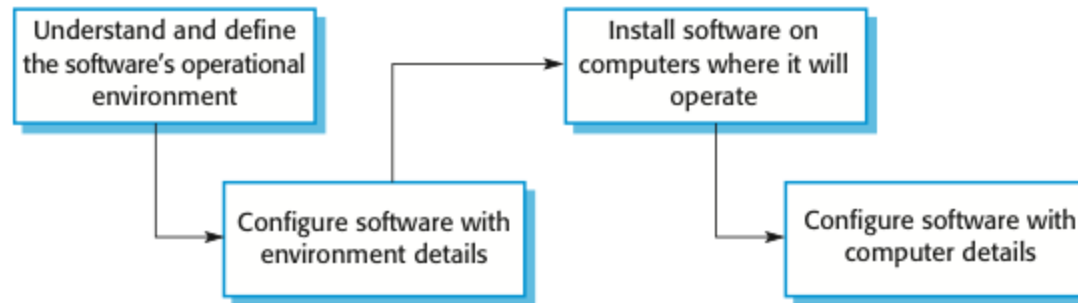 Understand and define
the software's operational
environment
Configure software with
environment details
Install software on
computers where it will
operate
Configure software with
computer details